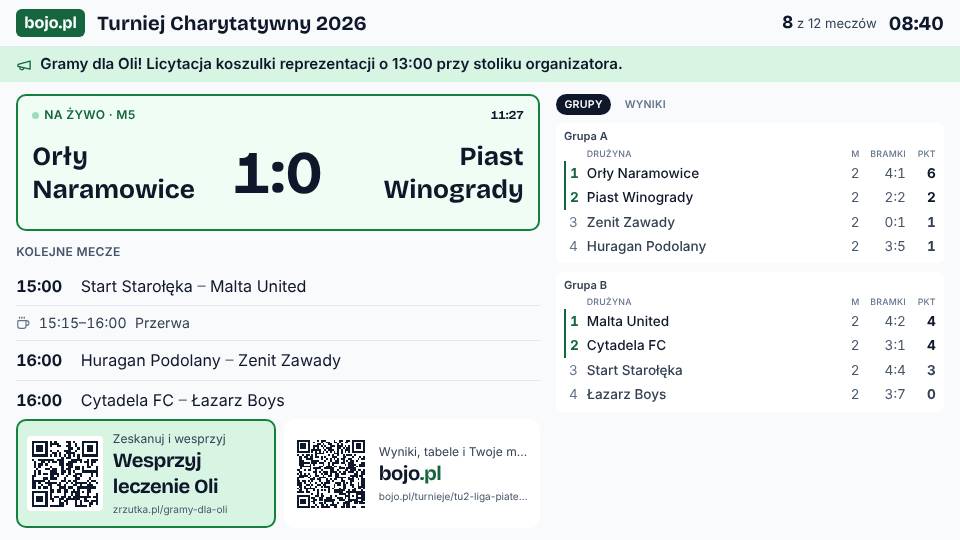 bojo.pl Turniej Charytatywny 2026 8 z 12 meczów 08:40
Gramy dla Oli! Licytacja koszulki reprezentacji o 13:00 przy stoliku organizatora.
NA ŻYWO · M5 11:27
Orły Naramowice 1:0 Piast Winogrady
KOLEJNE MECZE
15:00 Start Starołęka – Malta United
15:15–16:00 Przerwa
16:00 Huragan Podolany – Zenit Zawady
16:00 Cytadela FC – Łazarz Boys
Zeskanuj i wesprzyj
Wesprzyj
leczenie Oli
zrzutka.pl/gramy-dla-oli
Wyniki, tabele i Twoje m...
bojo.pl
bojo.pl/turnieje/tu2-liga-piate...
GRUPY WYNIKI
Grupa A
DRUŻYNA M BRAMKI PKT
1 Orły Naramowice 2 4:1 6
2 Piast Winogrady 2 2:2 2
3 Zenit Zawady 2 0:1 1
4 Huragan Podolany 2 3:5 1
Grupa B
DRUŻYNA M BRAMKI PKT
1 Malta United 2 4:2 4
2 Cytadela FC 2 3:1 4
3 Start Starołęka 2 4:4 3
4 Łazarz Boys 2 3:7 0